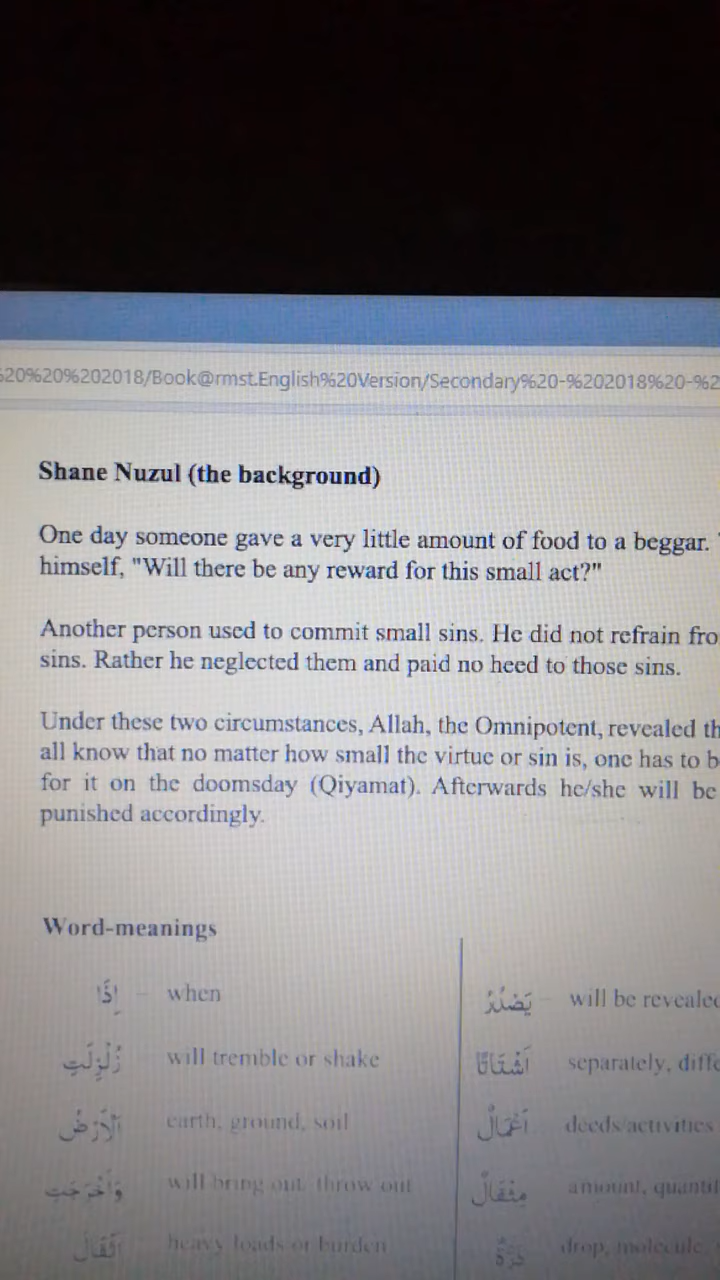 %20%20%202018/Book@rmst.English%20Version/Secondary%20-%202018%20-%2
Shane Nuzul (the background)
One day someone gave a very little amount of food to a beggar.
himself, "Will there be any reward for this small act?"
Another person used to commit small sins. He did not refrain fro
sins. Rather he neglected them and paid no heed to those sins.
Under these two circumstances, Allah, the Omnipotent, revealed th
all know that no matter how small the virtue or sin is, one has to b
for it on the doomsday (Qiyamat). Afterwards he/she will be
punished accordingly.
Word-meanings
إِذَا – when
يَصْدُرُ – will be revealed
زُلْزِلَتِ will tremble or shake
أَشْتَاتًا separately, diffe
الْأَرْضُ earth, ground, soil
أَعْمَالٌ deeds/activities
وَأَخْرَجَتِ will bring out, throw out
مِثْقَالٌ amount, quantit
أَثْقَالَ heavy loads or burden
ذَرَّةٌ drop, molecule,